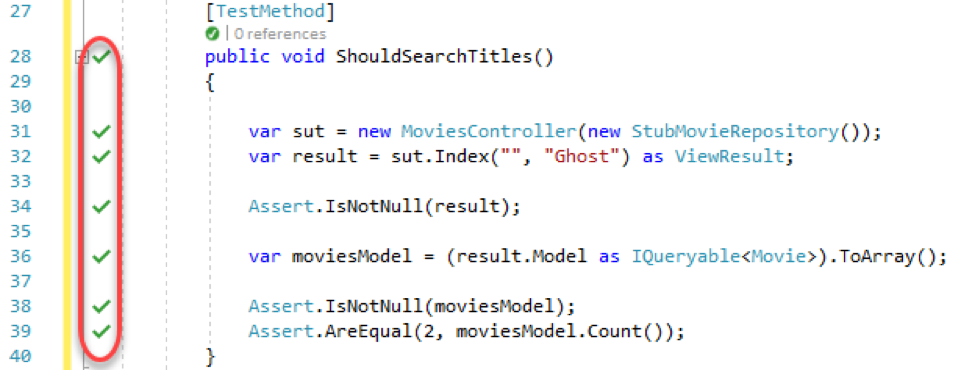 27 [TestMethod]
| 0 references
28 public void ShouldSearchTitles()
29 {
30
31 var sut = new MoviesController(new StubMovieRepository());
32 var result = sut.Index("", "Ghost") as ViewResult;
33
34 Assert.IsNotNull(result);
35
36 var moviesModel = (result.Model as IQueryable<Movie>).ToArray();
37
38 Assert.IsNotNull(moviesModel);
39 Assert.AreEqual(2, moviesModel.Count());
40 }